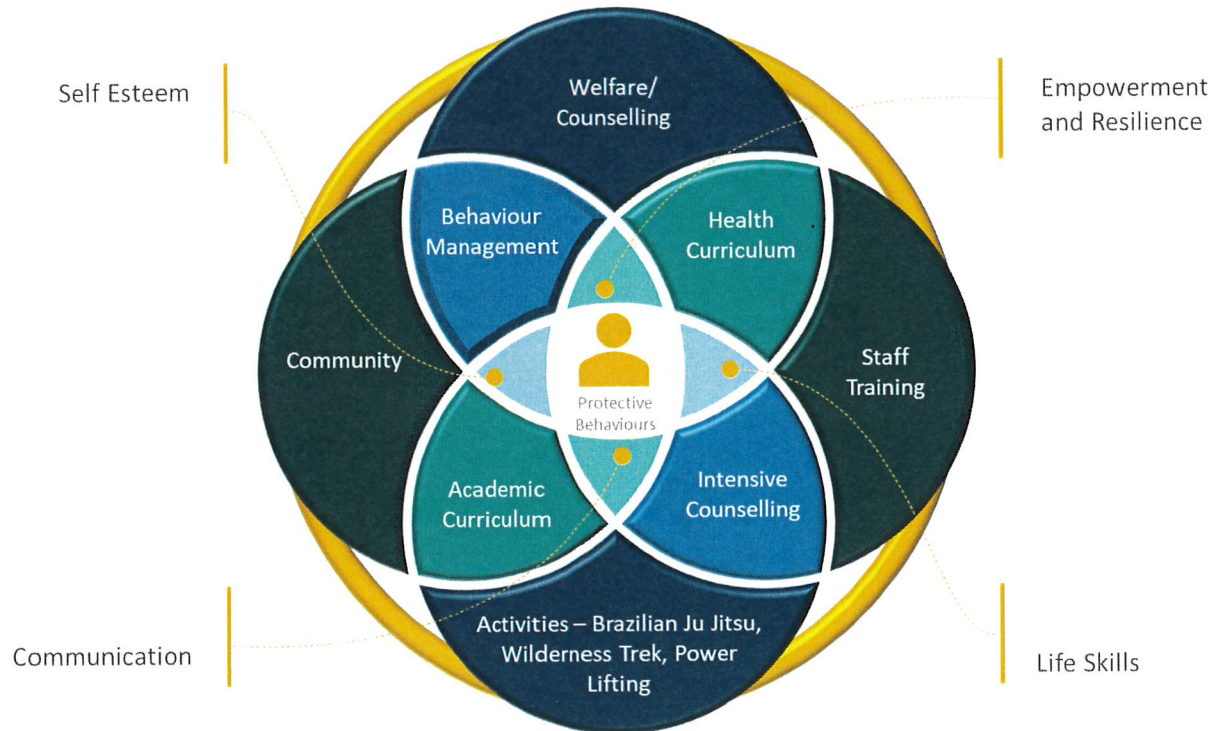 Self Esteem
Welfare/
Counselling
Empowerment
and Resilience
Behaviour
Management
Health
Curriculum
Community
Staff
Training
Protective
Behaviours
Academic
Curriculum
Intensive
Counselling
Communication
Activities – Brazilian Ju Jitsu,
Wilderness Trek, Power
Lifting
Life Skills